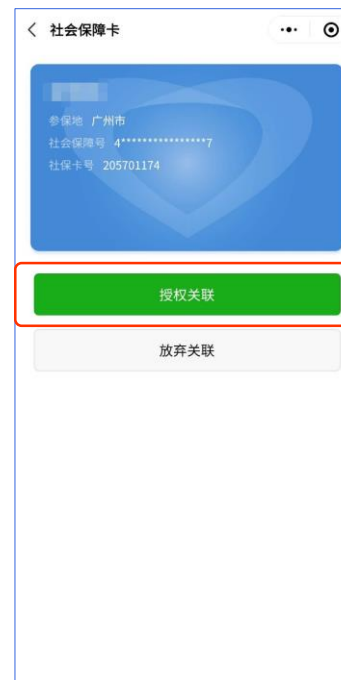 社会保障卡
参保地 广州市
社会保障号 4****************7
社保卡号 205701174
授权关联
放弃关联